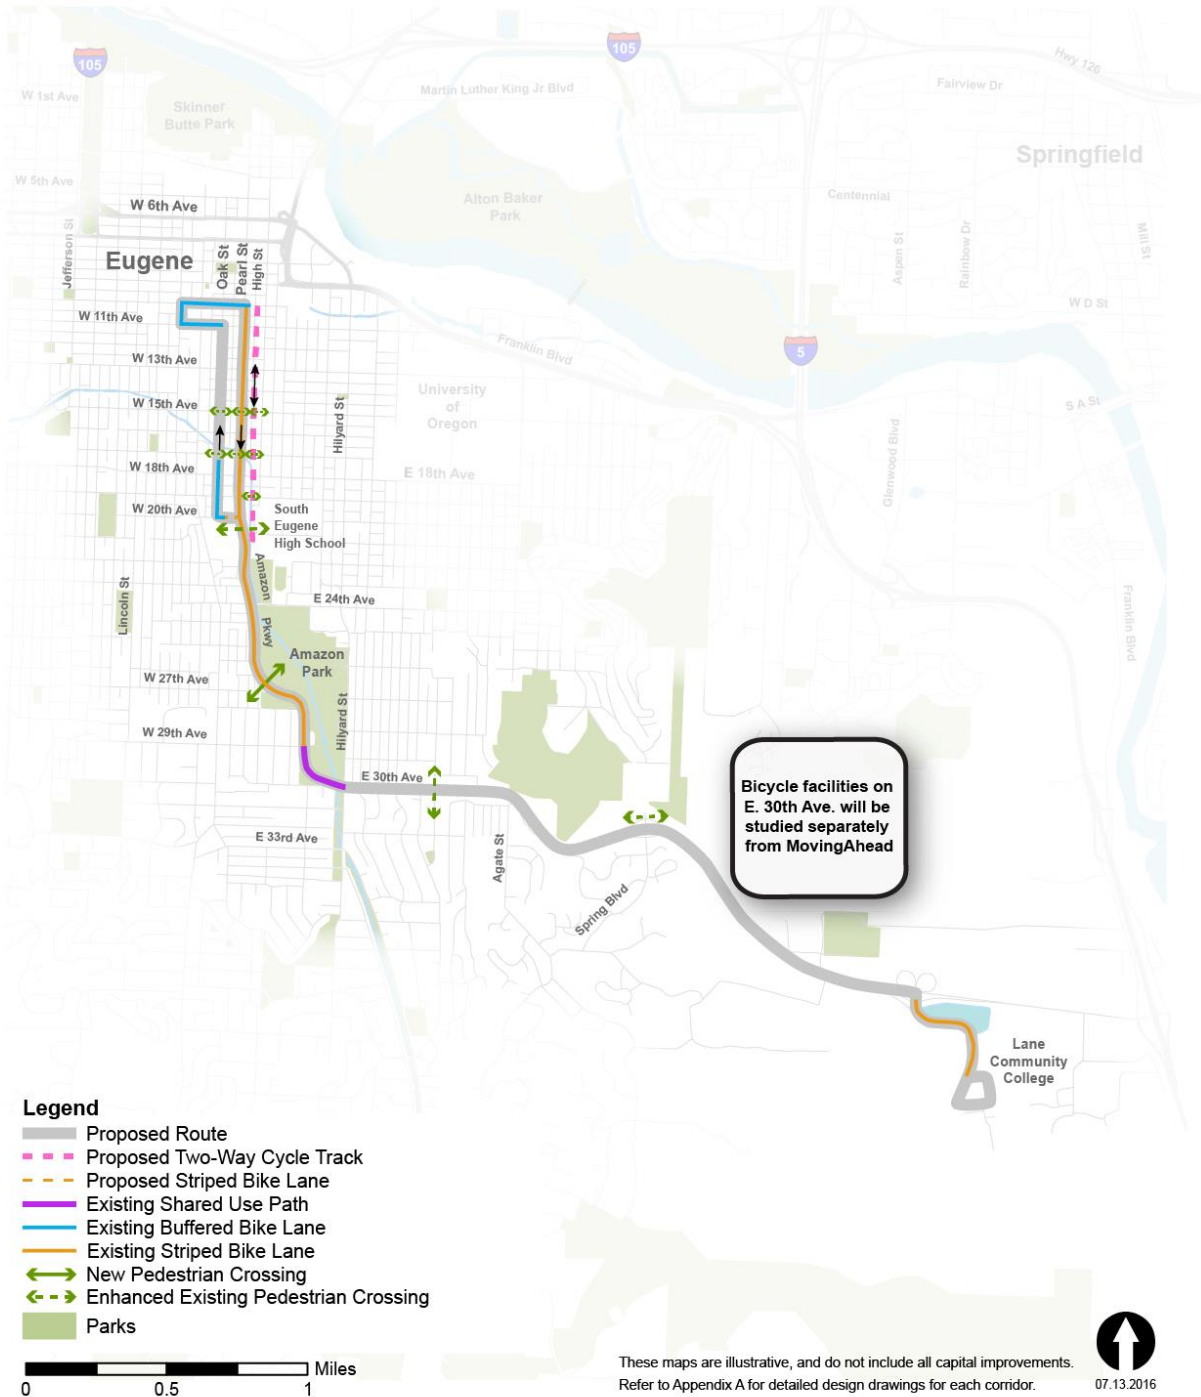 105
105
Hwy 126
W 1st Ave
Skinner
Butte Park
Martin Luther King Jr Blvd
Fairview Dr
Springfield
W 5th Ave
Alton Baker
Park
Centennial
W 6th Ave
Jefferson St
Eugene
Oak St
Pearl St
High St
Aspen St
Rainbow Dr
Mill St
W D St
W 11th Ave
Franklin Blvd
5
W 13th Ave
University
of
Oregon
W 15th Ave
Hilyard St
S A St
Glenwood Blvd
W 18th Ave
E 18th Ave
W 20th Ave
South
Eugene
High School
Amazon
Pkwy
Lincoln St
E 24th Ave
Franklin Blvd
Amazon
Park
W 27th Ave
Hilyard St
W 29th Ave
E 30th Ave
Bicycle facilities on
E. 30th Ave. will be
studied separately
from MovingAhead
E 33rd Ave
Agate St
Spring Blvd
Lane
Community
College
Legend
Proposed Route
Proposed Two-Way Cycle Track
Proposed Striped Bike Lane
Existing Shared Use Path
Existing Buffered Bike Lane
Existing Striped Bike Lane
New Pedestrian Crossing
Enhanced Existing Pedestrian Crossing
Parks
Miles
0 0.5 1
These maps are illustrative, and do not include all capital improvements.
Refer to Appendix A for detailed design drawings for each corridor.
07.13.2016